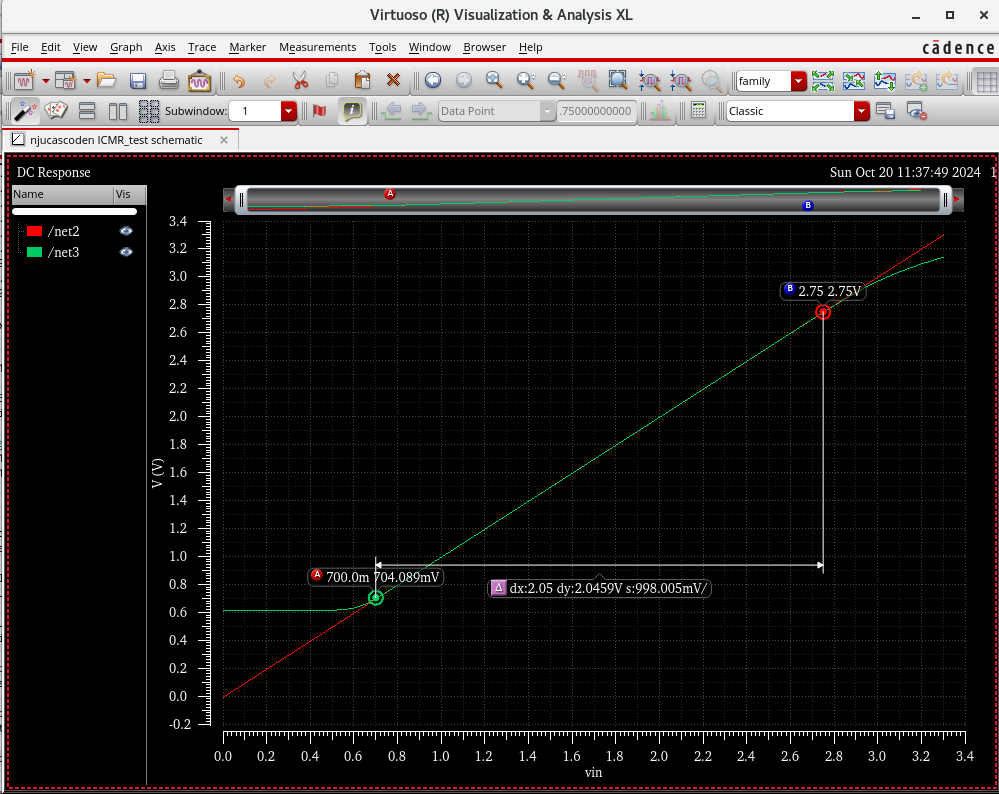 Virtuoso (R) Visualization & Analysis XL
File Edit View Graph Axis Trace Marker Measurements Tools Window Browser Help
cādence
family
Subwindow: 1
Data Point
.75000000000
Classic
njucascoden ICMR_test schematic
DC Response
Sun Oct 20 11:37:49 2024 1
Name Vis
/net2
/net3
A
B
3.4
3.2
3.0
2.8
2.6
2.4
2.2
2.0
1.8
1.6
1.4
1.2
1.0
0.8
0.6
0.4
0.2
0.0
-0.2
V (V)
B 2.75 2.75V
A 700.0m 704.089mV
Δ dx:2.05 dy:2.0459V s:998.005mV/
0.0 0.2 0.4 0.6 0.8 1.0 1.2 1.4 1.6 1.8 2.0 2.2 2.4 2.6 2.8 3.0 3.2 3.4
vin